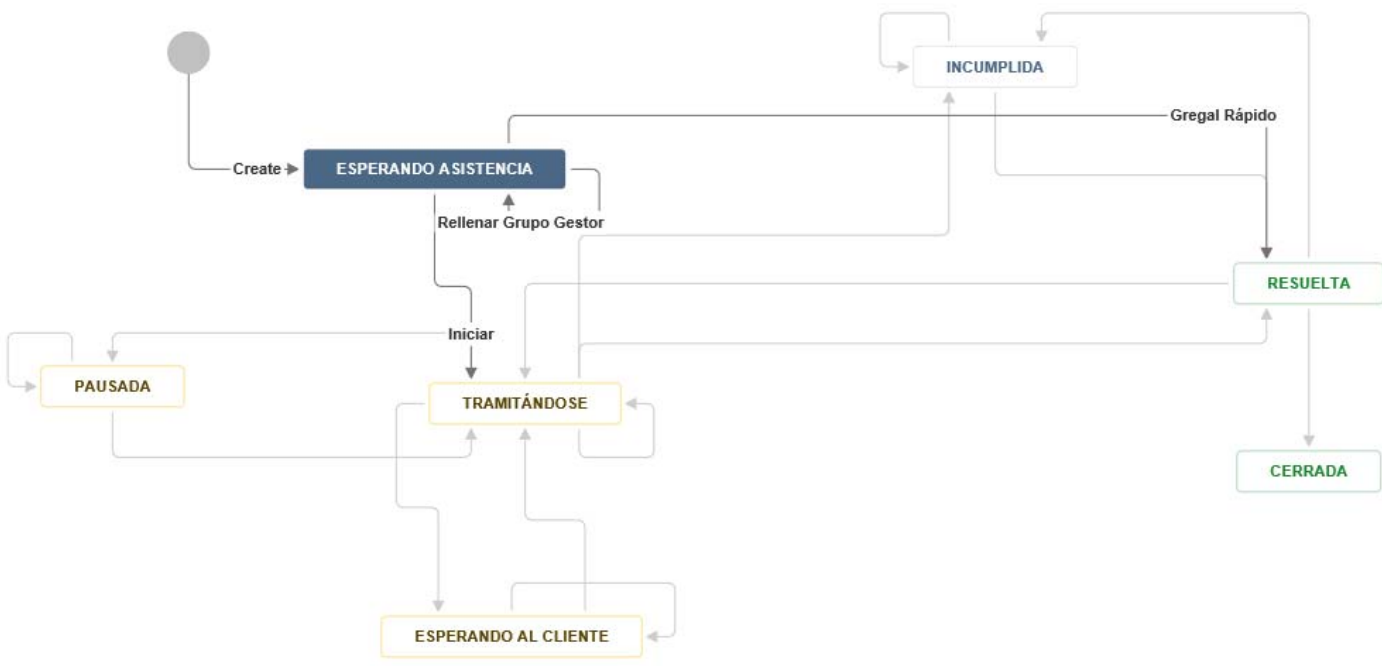 INCUMPLIDA
Gregal Rápido
Create
ESPERANDO ASISTENCIA
Rellenar Grupo Gestor
RESUELTA
Iniciar
PAUSADA
TRAMITÁNDOSE
CERRADA
ESPERANDO AL CLIENTE